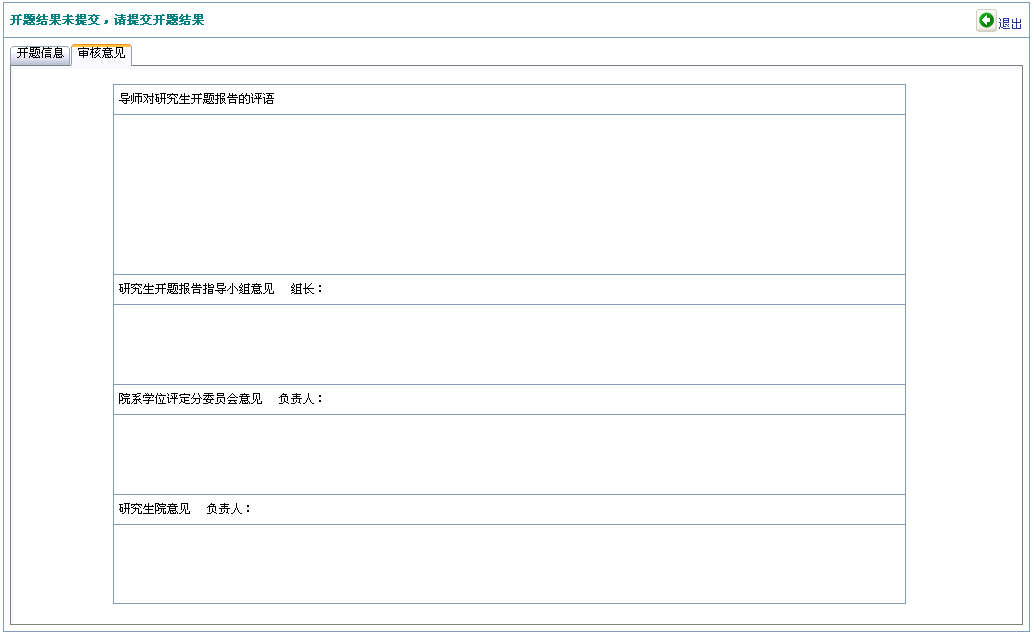 开题结果未提交，请提交开题结果
退出
开题信息 审核意见
导师对研究生开题报告的评语
研究生开题报告指导小组意见 组长：
院系学位评定分委员会意见 负责人：
研究生院意见 负责人：